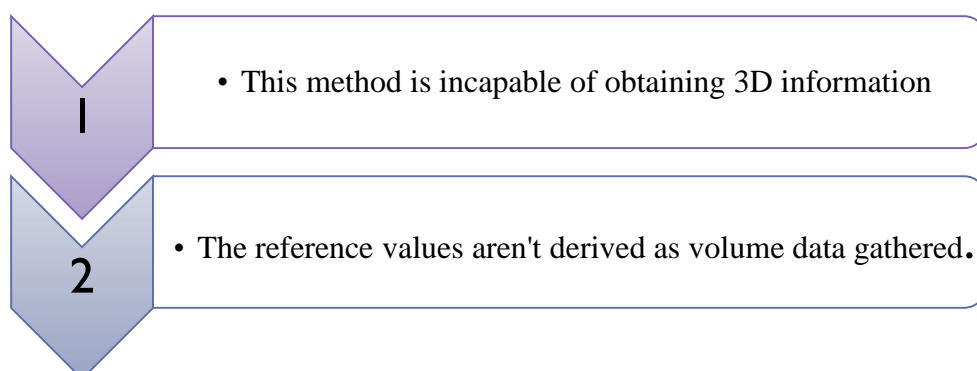 1
• This method is incapable of obtaining 3D information
2
• The reference values aren't derived as volume data gathered.